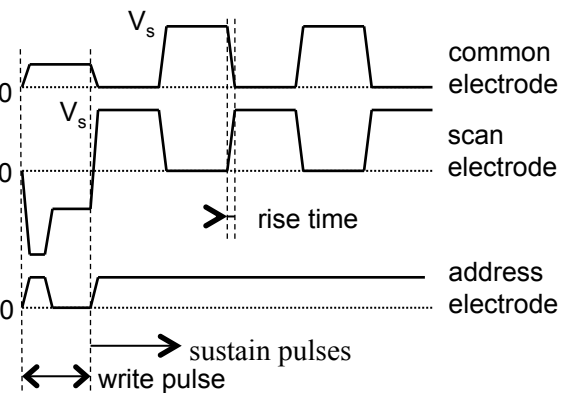 Vs
common
electrode
0
Vs
scan
electrode
0
rise time
address
electrode
0
sustain pulses
write pulse